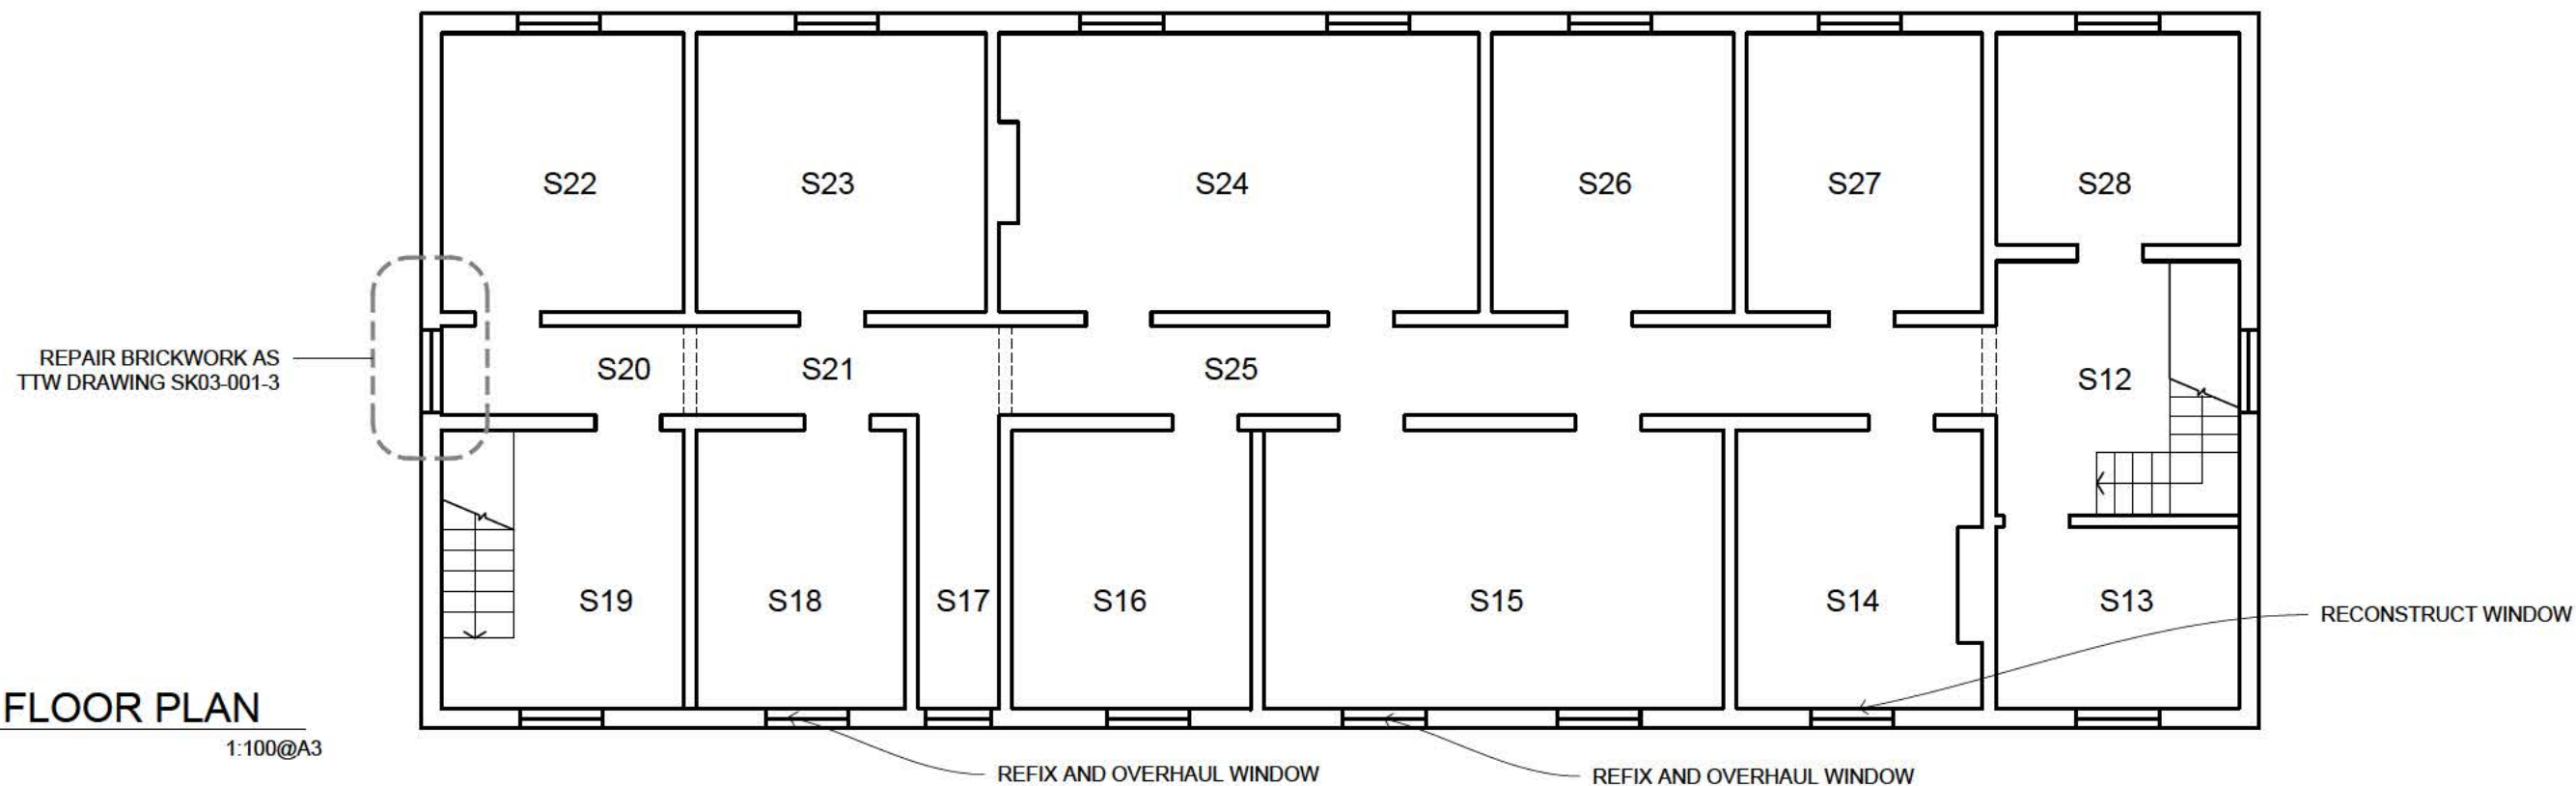 S22
S23
S24
S26
S27
S28
REPAIR BRICKWORK AS
TTW DRAWING SK03-001-3
S20
S21
S25
S12
S19
S18
S17
S16
S15
S14
S13
RECONSTRUCT WINDOW
FLOOR PLAN
1:100@A3
REFIX AND OVERHAUL WINDOW
REFIX AND OVERHAUL WINDOW